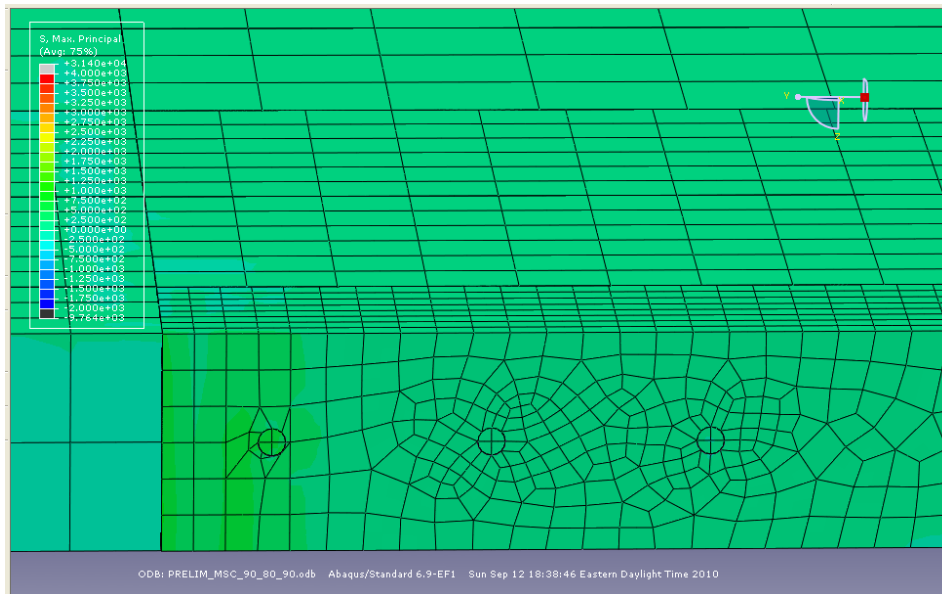 S, Max. Principal
(Avg: 75%)
+3.140e+04
+4.000e+03
+3.750e+03
+3.500e+03
+3.250e+03
+3.000e+03
+2.750e+03
+2.500e+03
+2.250e+03
+2.000e+03
+1.750e+03
+1.500e+03
+1.250e+03
+1.000e+03
+7.500e+02
+5.000e+02
+2.500e+02
+0.000e+00
-2.500e+02
-5.000e+02
-7.500e+02
-1.000e+03
-1.250e+03
-1.500e+03
-1.750e+03
-2.000e+03
-9.764e+03
Y
X
Z
ODB: PRELIM_MSC_90_80_90.odb Abaqus/Standard 6.9-EF1 Sun Sep 12 18:38:46 Eastern Daylight Time 2010